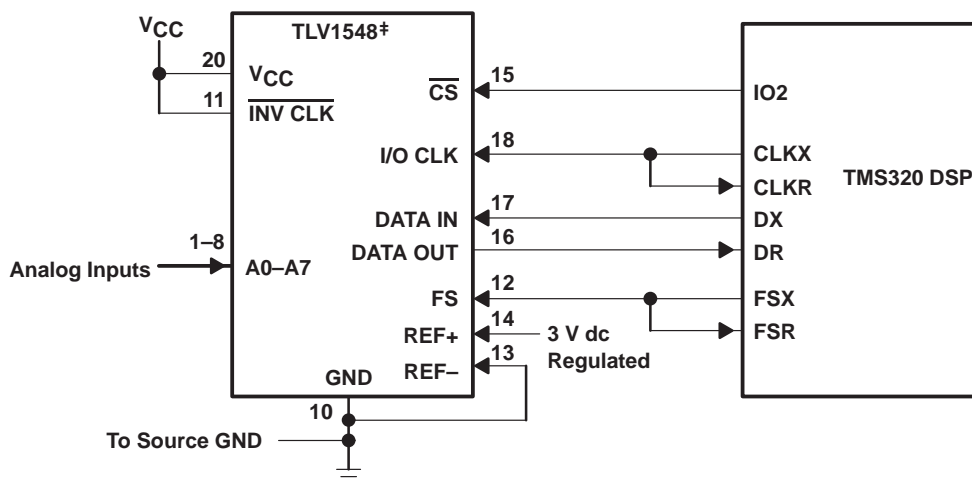 VCC
TLV1548‡
20
VCC
11
INV CLK
CS
15
IO2
I/O CLK
18
CLKX
CLKR
TMS320 DSP
DATA IN
17
DX
DATA OUT
16
DR
1–8
Analog Inputs
A0–A7
FS
12
FSX
FSR
REF+
14
3 V dc
Regulated
REF–
13
GND
10
To Source GND